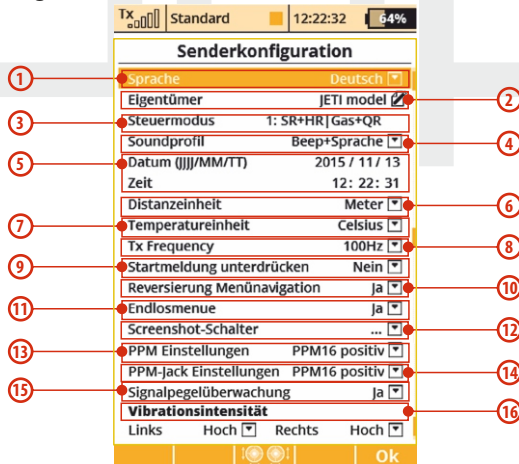 Tx Standard 12:22:32 64%
Senderkonfiguration
1 Sprache Deutsch
Eigentümer JETI model 2
3 Steuermodus 1: SR+HR|Gas+QR
Soundprofil Beep+Sprache 4
5 Datum (JJJJ/MM/TT) 2015 / 11/ 13
Zeit 12: 22: 31
Distanzeinheit Meter 6
7 Temperatureinheit Celsius
Tx Frequency 100Hz 8
9 Startmeldung unterdrücken Nein
Reversierung Menünavigation Ja 10
11 Endlosmenue Ja
Screenshot-Schalter ... 12
13 PPM Einstellungen PPM16 positiv
PPM-Jack Einstellungen PPM16 positiv 14
15 Signalpegelüberwachung Ja
Vibrationsintensität 16
Links Hoch Rechts Hoch
Ok